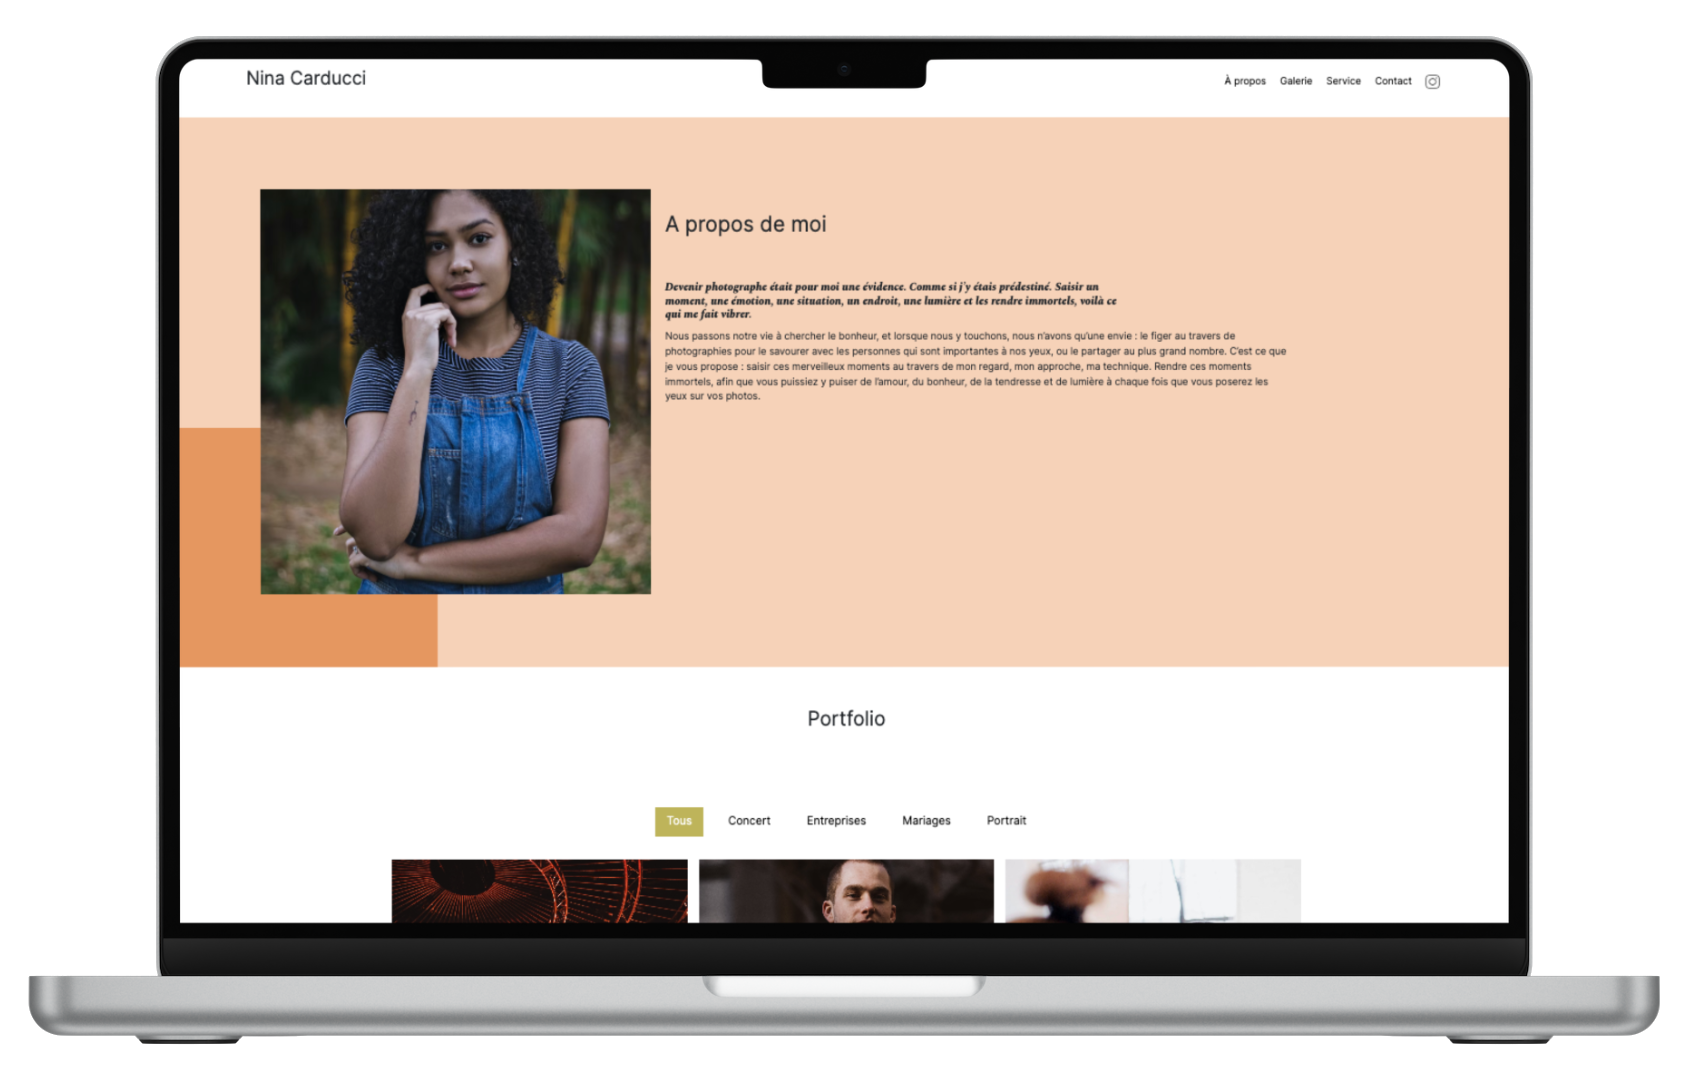 Nina Carducci
À propos Galerie Service Contact
A propos de moi
Devenir photographe était pour moi une évidence. Comme si j'y étais prédestiné. Saisir un
moment, une émotion, une situation, un endroit, une lumière et les rendre immortels, voilà ce
qui me fait vibrer.
Nous passons notre vie à chercher le bonheur, et lorsque nous y touchons, nous n'avons qu'une envie : le figer au travers de
photographies pour le savourer avec les personnes qui sont importantes à nos yeux, ou le partager au plus grand nombre. C'est ce que
je vous propose : saisir ces merveilleux moments au travers de mon regard, mon approche, ma technique. Rendre ces moments
immortels, afin que vous puissiez y puiser de l'amour, du bonheur, de la tendresse et de lumière à chaque fois que vous poserez les
yeux sur vos photos.
Portfolio
Tous Concert Entreprises Mariages Portrait